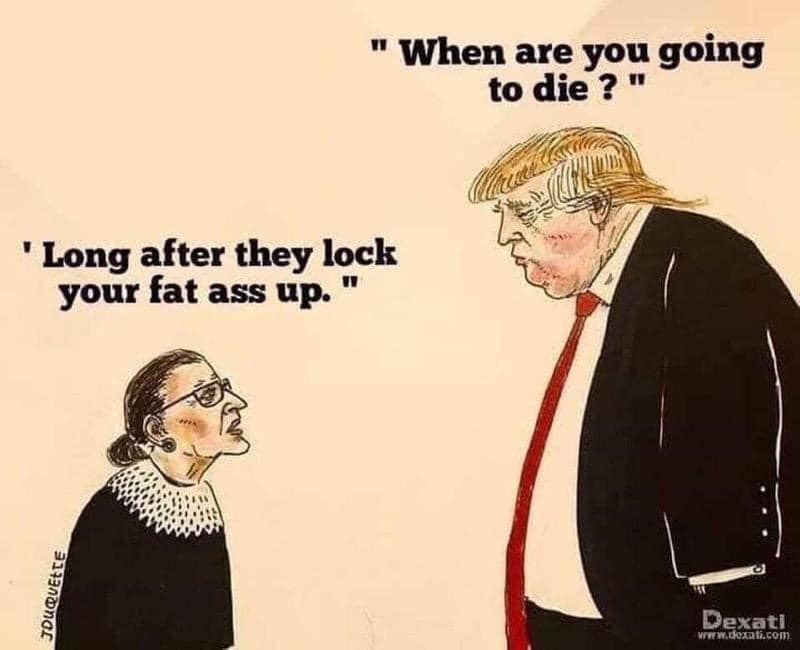 " When are you going
to die ? "
' Long after they lock
your fat ass up. "
JDUQUETTE
Dexati
www.dexati.com